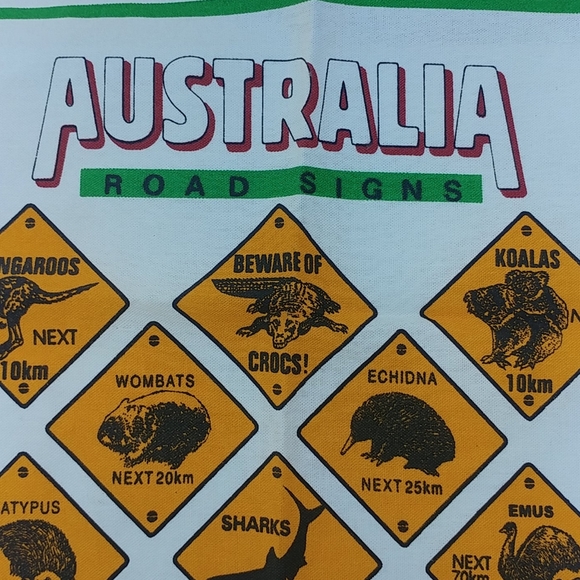 AUSTRALIA
ROAD SIGNS
NGAROOS
NEXT
10km
BEWARE OF
CROCS!
KOALAS
N
10km
WOMBATS
NEXT 20km
ECHIDNA
NEXT 25km
ATYPUS
SHARKS
EMUS
NEXT